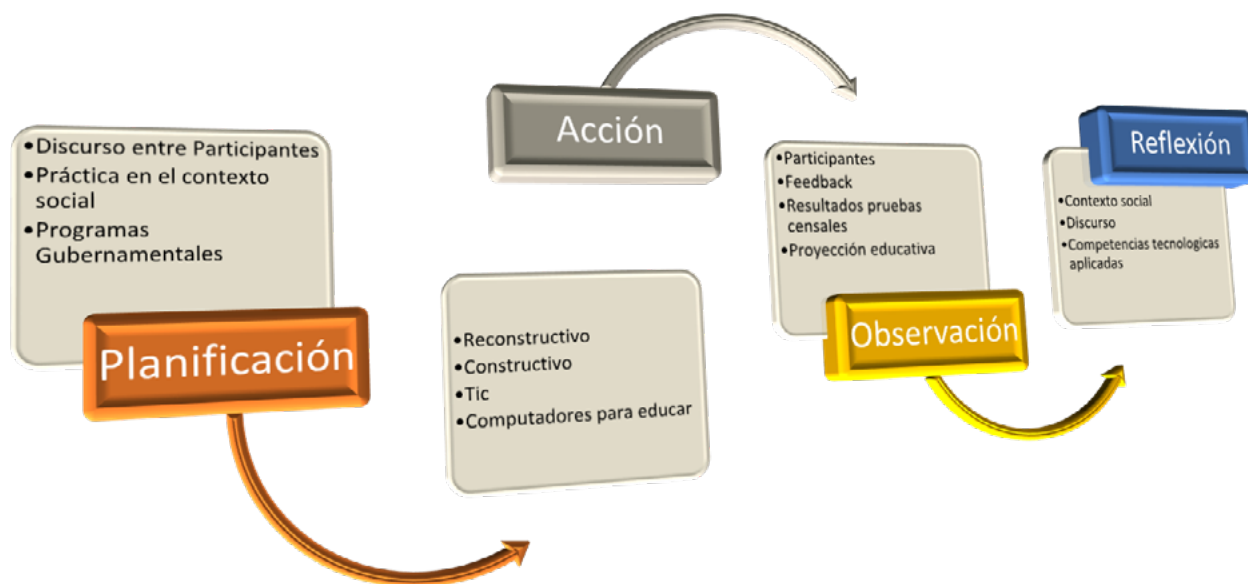 •Discurso entre Participantes
•Práctica en el contexto
social
•Programas
Gubernamentales
Planificación
Acción
•Reconstructivo
•Constructivo
•Tic
•Computadores para educar
•Participantes
•Feedback
•Resultados pruebas
censales
•Proyección educativa
Observación
Reflexión
•Contexto social
•Discurso
•Competencias tecnologicas
aplicadas